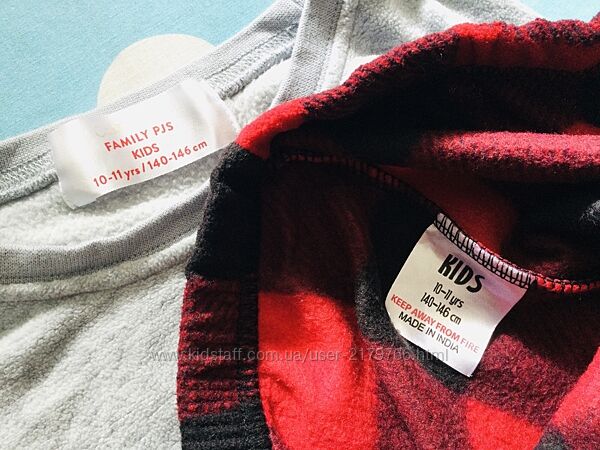 FAMILY PJS
KIDS
10-11 yrs / 140-146 cm
KIDS
10-11 yrs
140-146 cm
KEEP AWAY FROM FIRE
MADE IN INDIA
www.kidstaff.com.ua/user-2179766.html